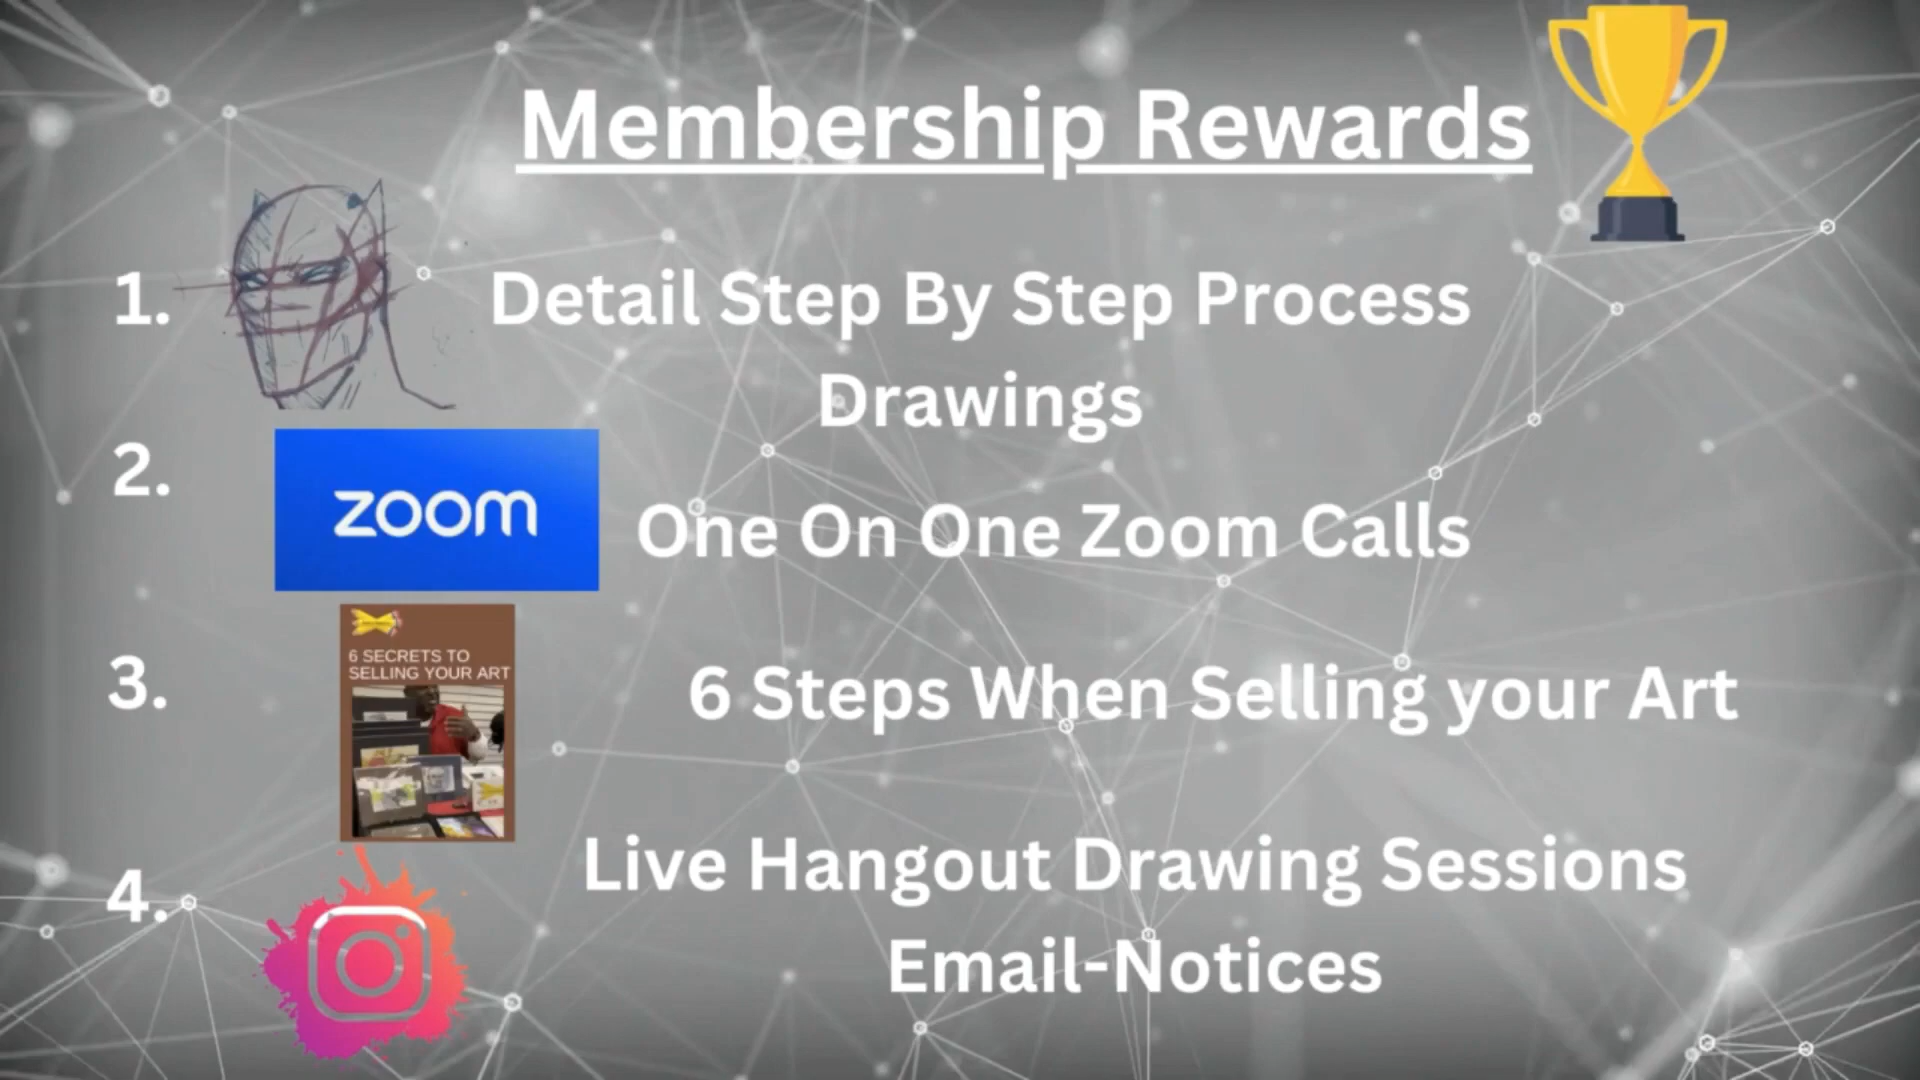 Membership Rewards
1.
Detail Step By Step Process
Drawings
2.
zoom
One On One Zoom Calls
3.
6 SECRETS TO
SELLING YOUR ART
6 Steps When Selling your Art
4.
Live Hangout Drawing Sessions
Email-Notices